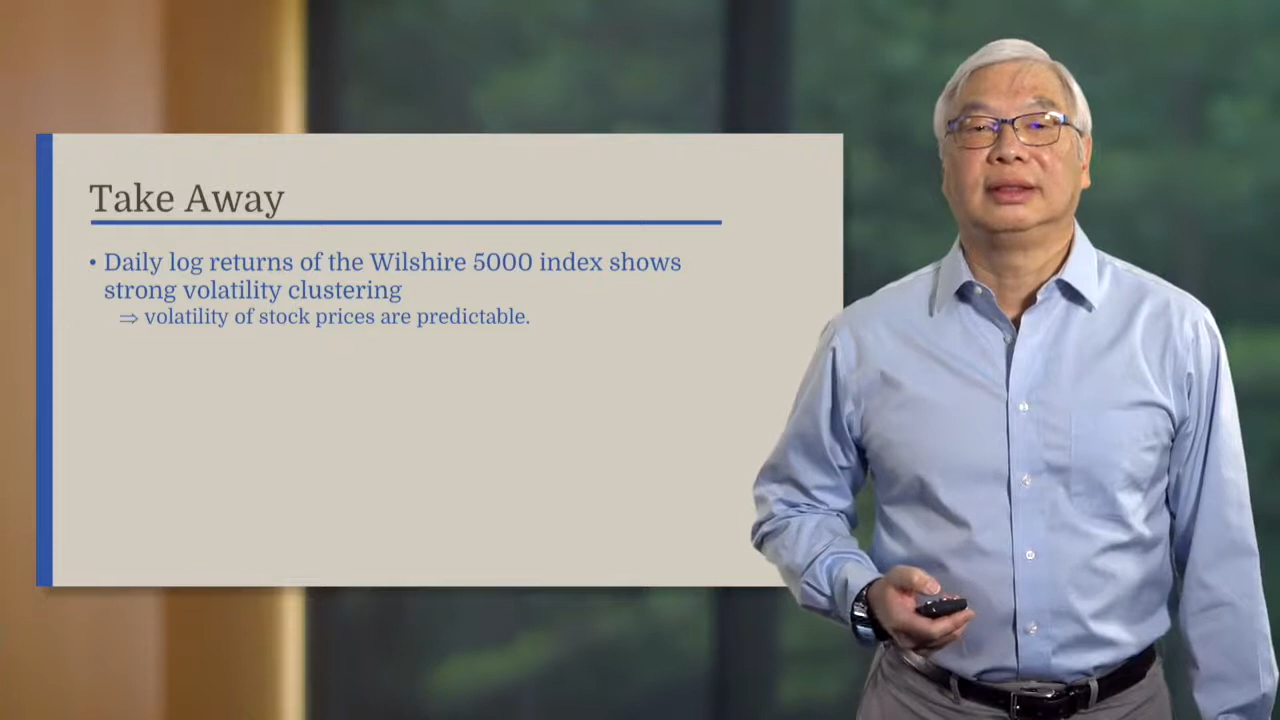 Take Away
• Daily log returns of the Wilshire 5000 index shows
strong volatility clustering
⇒ volatility of stock prices are predictable.